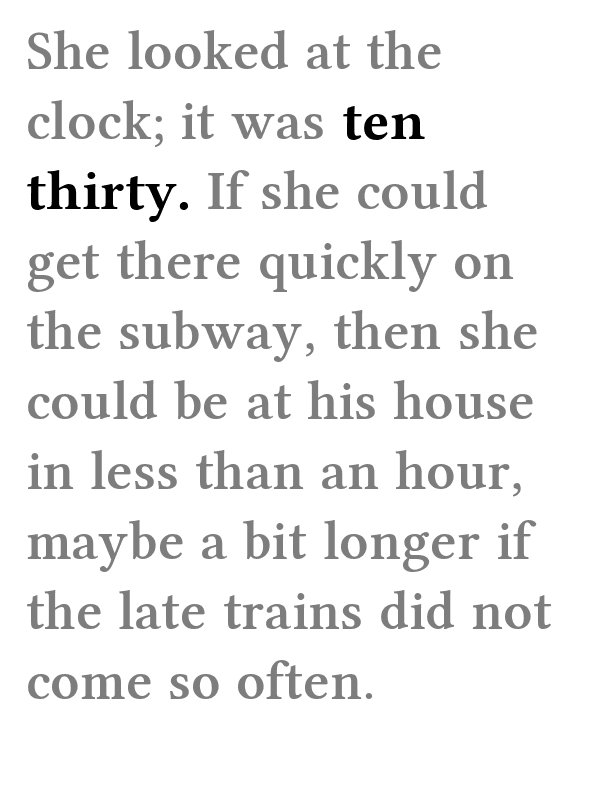 She looked at the
clock; it was ten
thirty. If she could
get there quickly on
the subway, then she
could be at his house
in less than an hour,
maybe a bit longer if
the late trains did not
come so often.